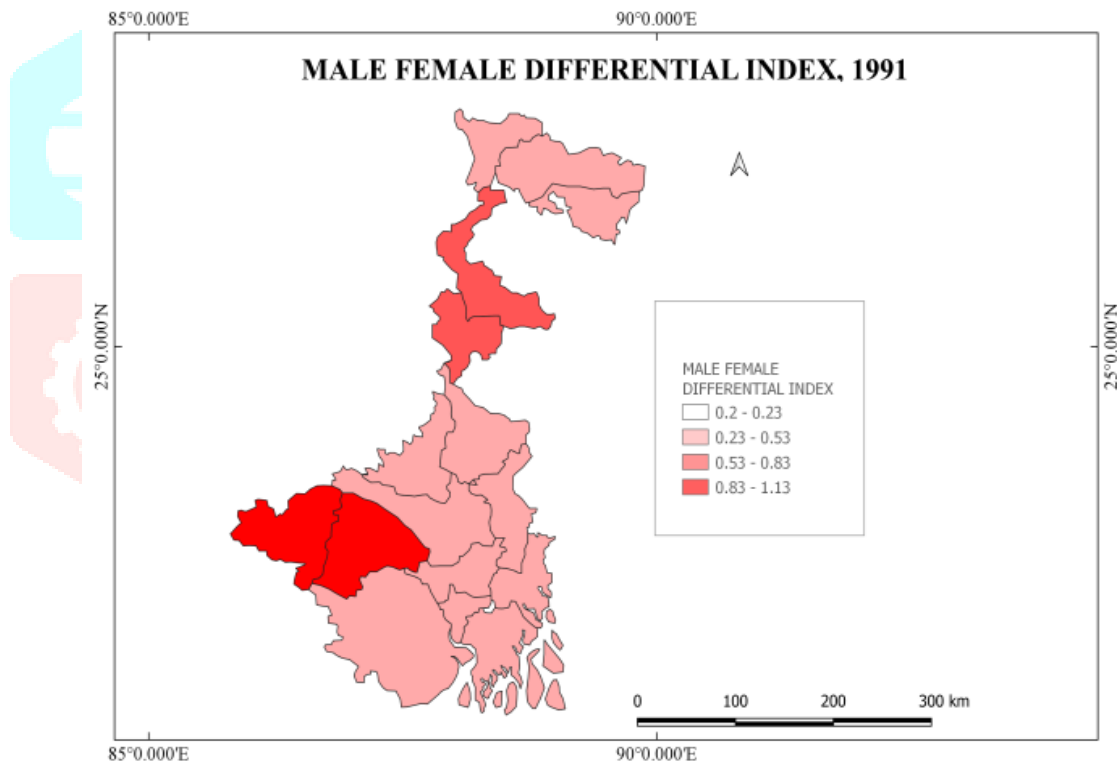 85°0.000'E 90°0.000'E
MALE FEMALE DIFFERENTIAL INDEX, 1991
25°0.000'N 25°0.000'N
MALE FEMALE
DIFFERENTIAL INDEX
0.2 - 0.23
0.23 - 0.53
0.53 - 0.83
0.83 - 1.13
0 100 200 300 km
85°0.000'E 90°0.000'E